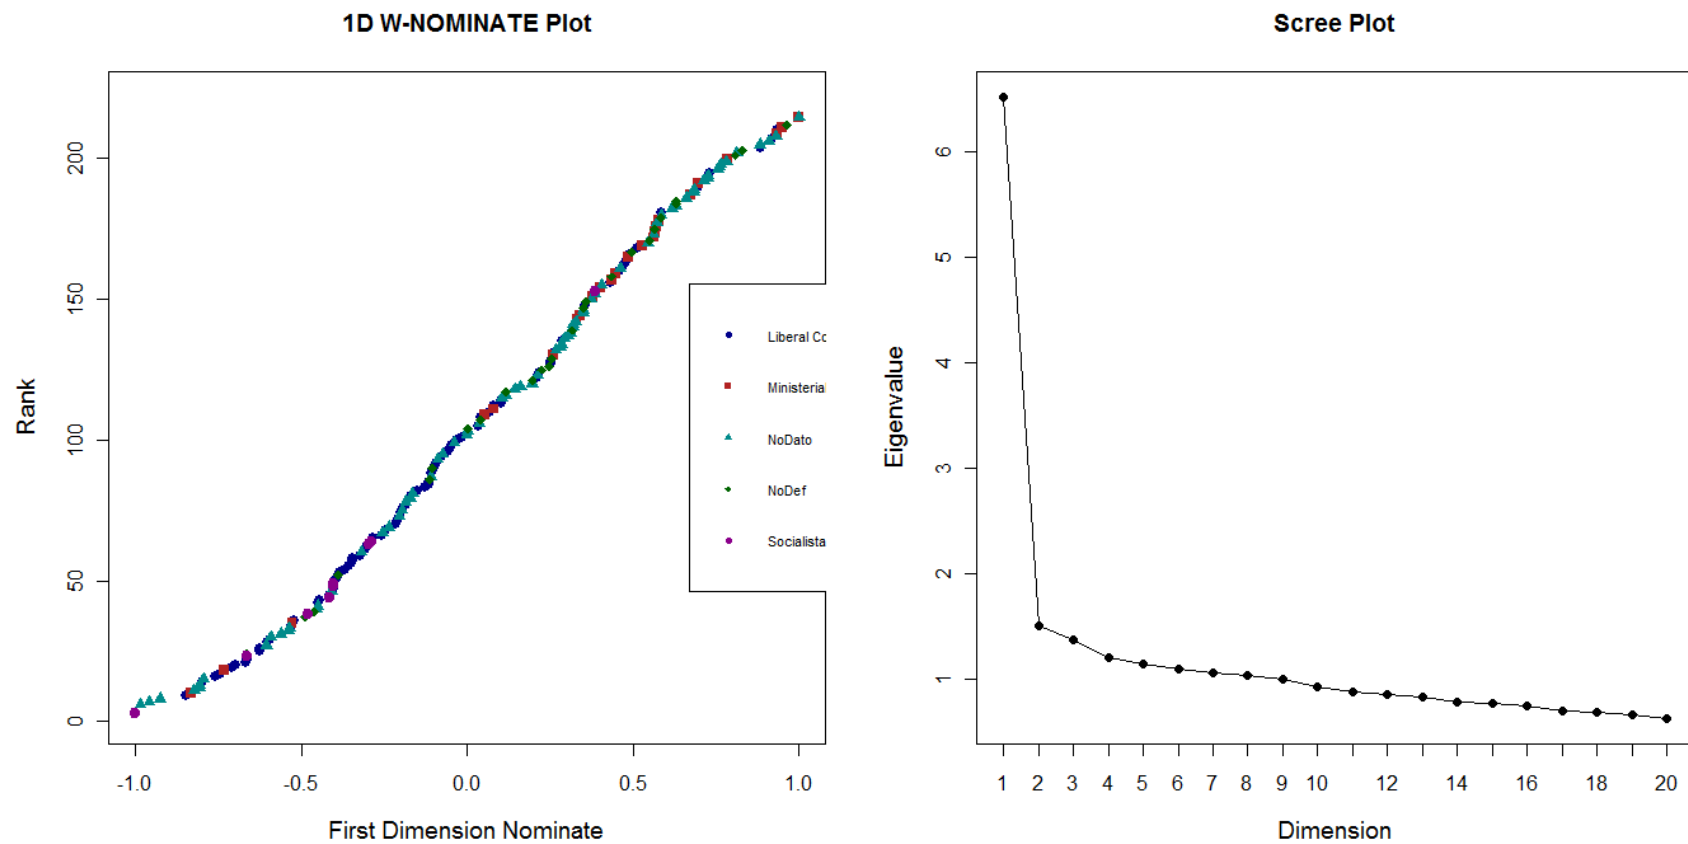 1D W-NOMINATE Plot
Rank
200
150
100
50
0
-1.0 -0.5 0.0 0.5 1.0
First Dimension Nominate
Liberal Cc
Ministerial
NoDato
NoDef
Socialista
Scree Plot
Eigenvalue
6
5
4
3
2
1
1 2 3 4 5 6 7 8 9 10 12 14 16 18 20
Dimension